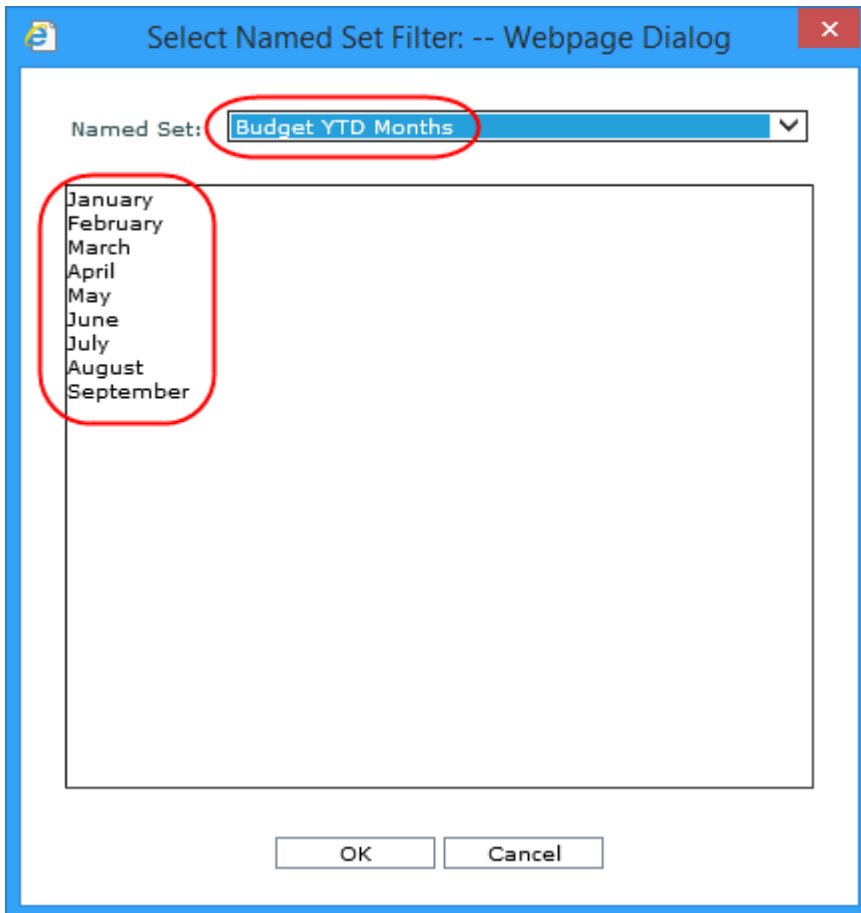 Select Named Set Filter: -- Webpage Dialog
Named Set: Budget YTD Months
January
February
March
April
May
June
July
August
September
OK Cancel